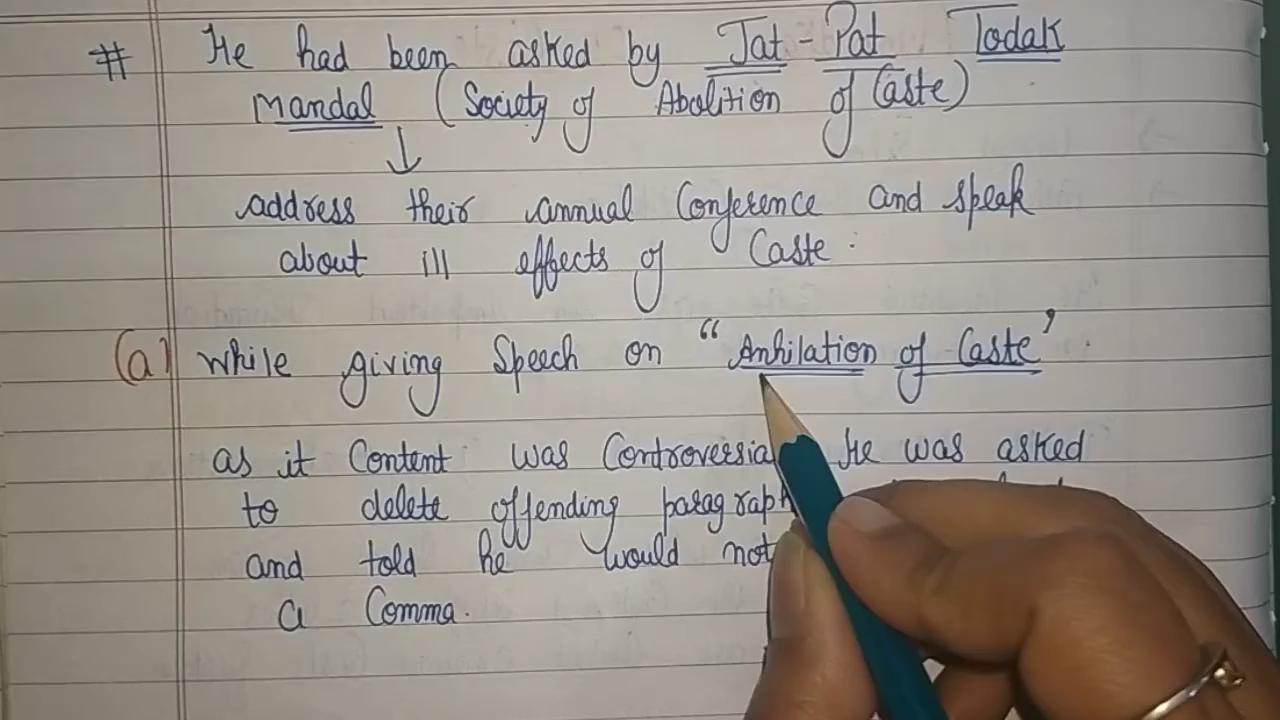 # He had been asked by Jat-Pat Todak
Mandal (Society of Abolition of Caste)
↓
address their annual Conference and speak
about ill effects of Caste.
(a) while giving Speech on "Anhilation of Caste'
as it Content was Controversial He was asked
to delete offending paragraph
and told he would not
a Comma.